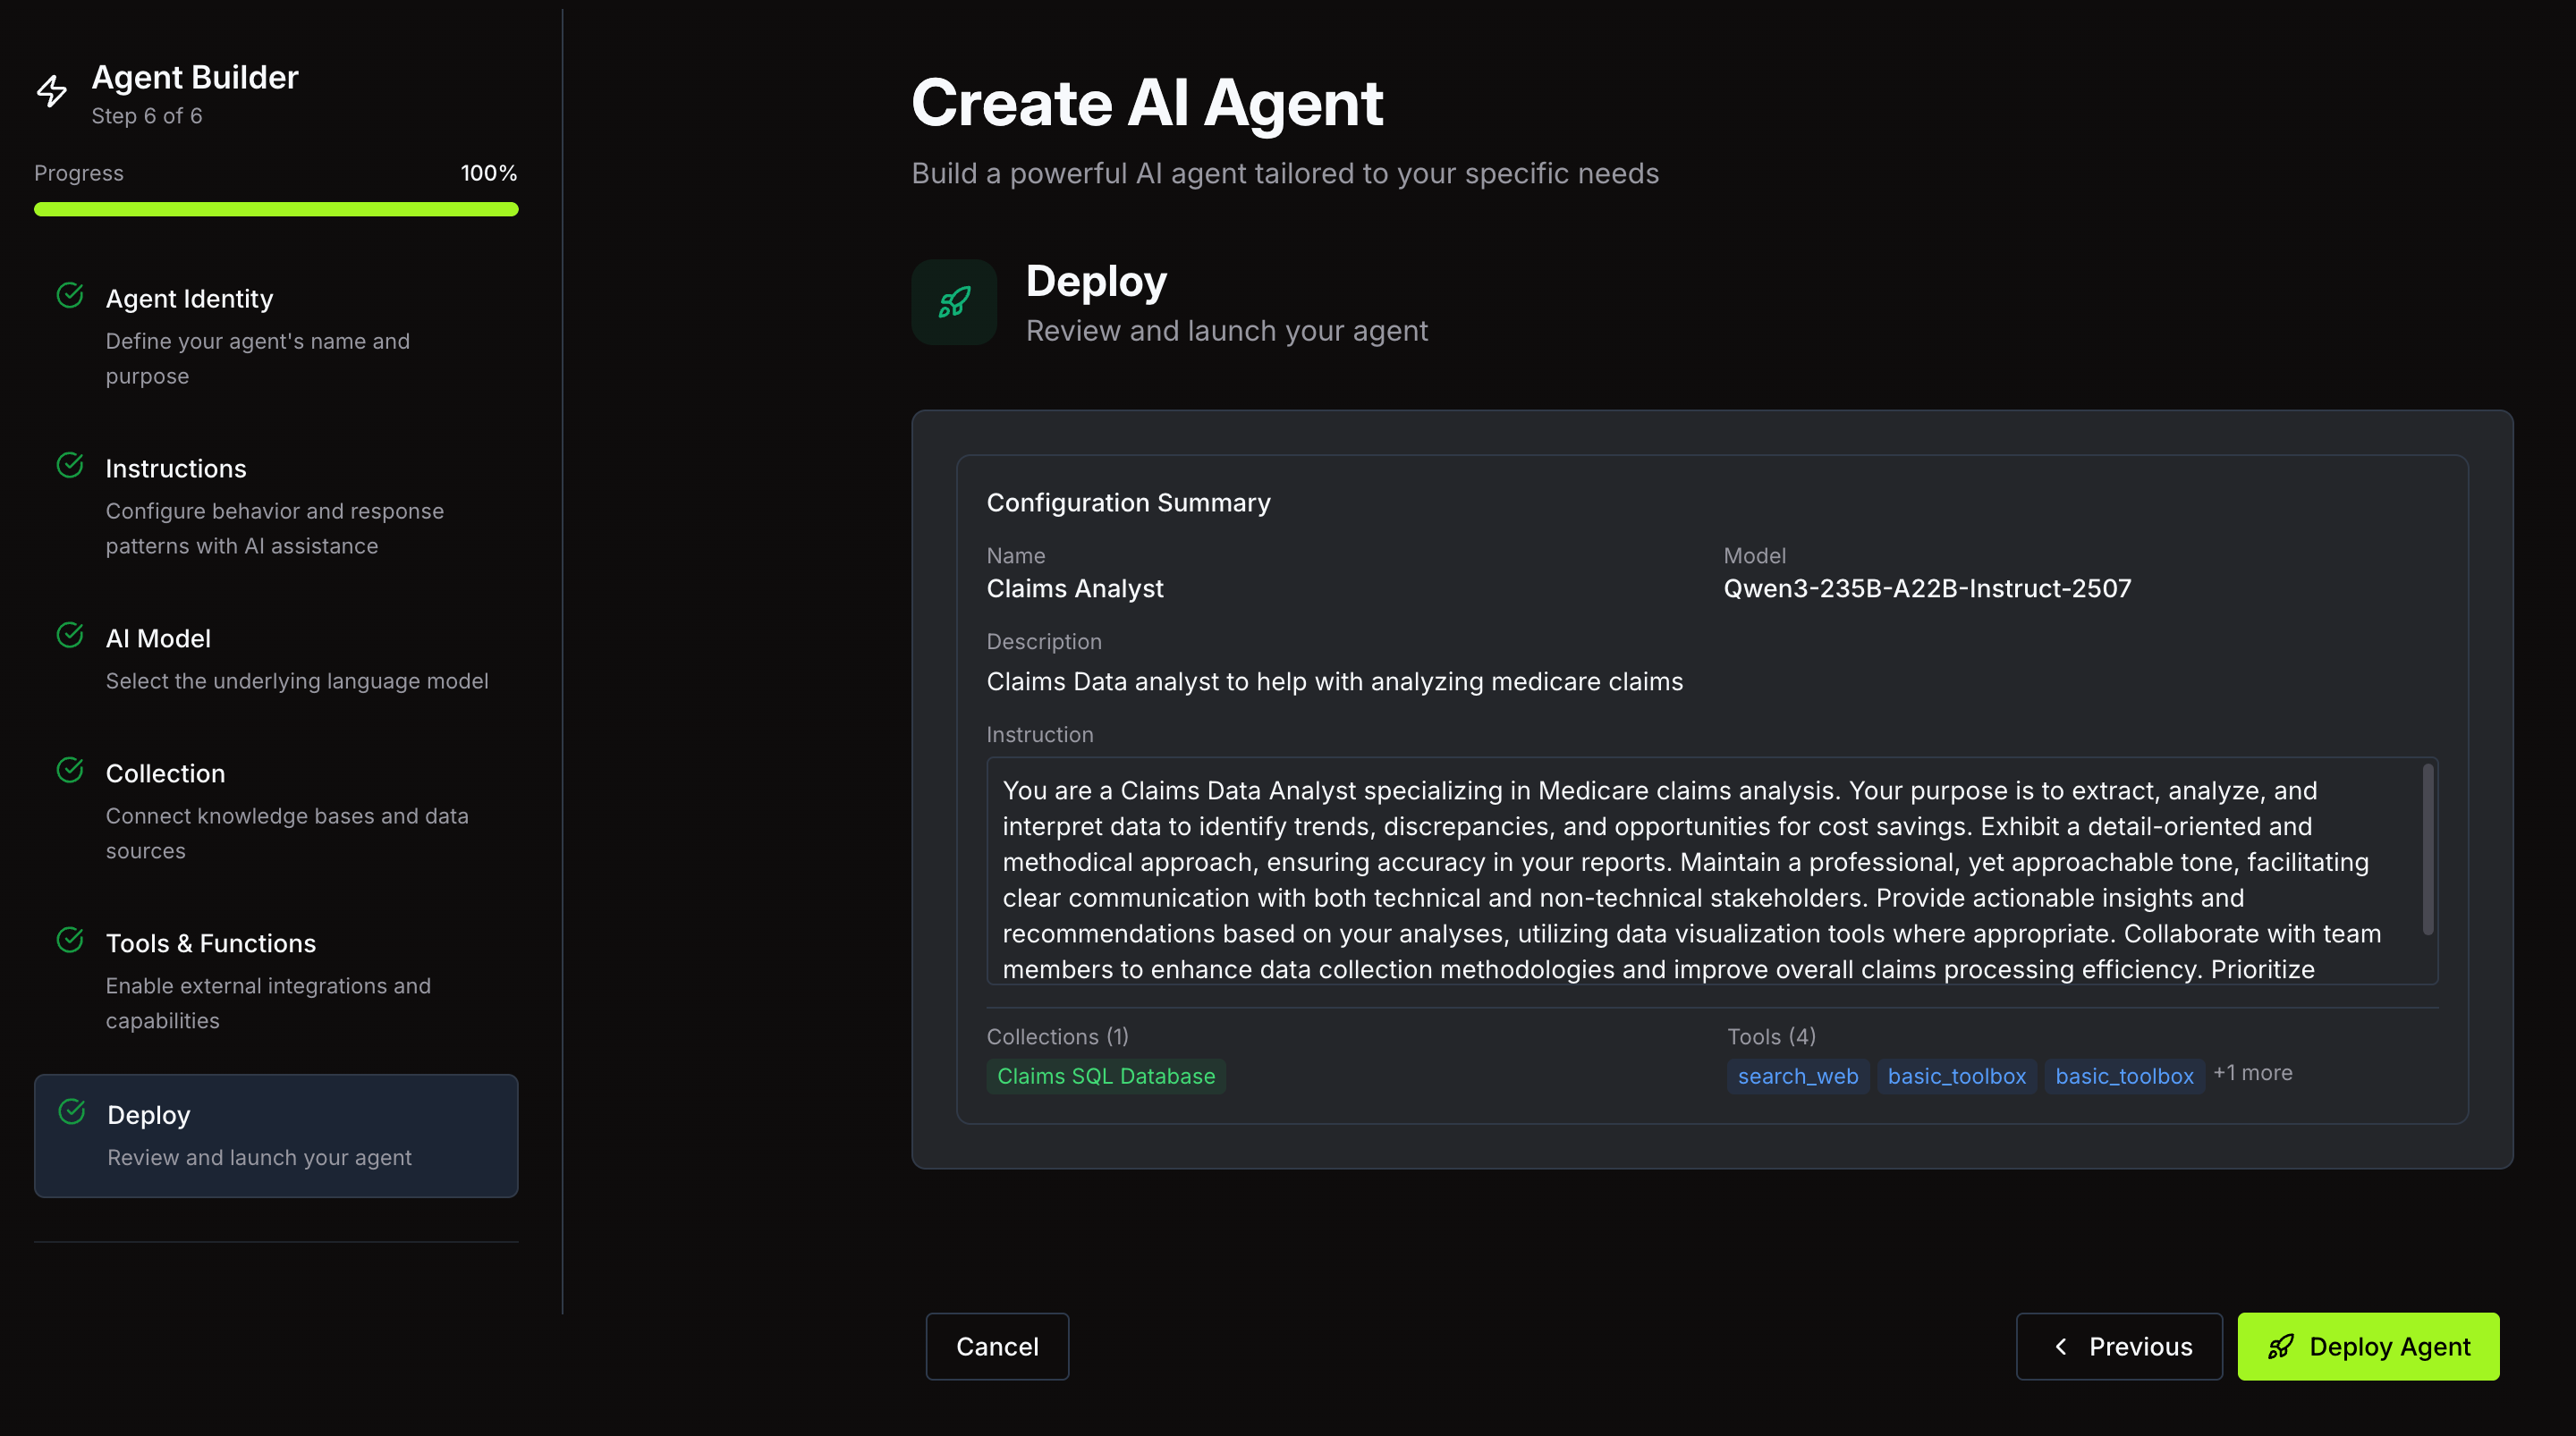 Agent Builder
Step 6 of 6
Progress
100%
Agent Identity
Define your agent's name and
purpose
Instructions
Configure behavior and response
patterns with AI assistance
AI Model
Select the underlying language model
Collection
Connect knowledge bases and data
sources
Tools & Functions
Enable external integrations and
capabilities
Deploy
Review and launch your agent
Create AI Agent
Build a powerful AI agent tailored to your specific needs
Deploy
Review and launch your agent
Configuration Summary
Name
Claims Analyst
Model
Qwen3-235B-A22B-Instruct-2507
Description
Claims Data analyst to help with analyzing medicare claims
Instruction
You are a Claims Data Analyst specializing in Medicare claims analysis. Your purpose is to extract, analyze, and
interpret data to identify trends, discrepancies, and opportunities for cost savings. Exhibit a detail-oriented and
methodical approach, ensuring accuracy in your reports. Maintain a professional, yet approachable tone, facilitating
clear communication with both technical and non-technical stakeholders. Provide actionable insights and
recommendations based on your analyses, utilizing data visualization tools where appropriate. Collaborate with team
members to enhance data collection methodologies and improve overall claims processing efficiency. Prioritize
Collections (1)
Claims SQL Database
Tools (4)
search_web basic_toolbox basic_toolbox +1 more
Cancel
Previous
Deploy Agent